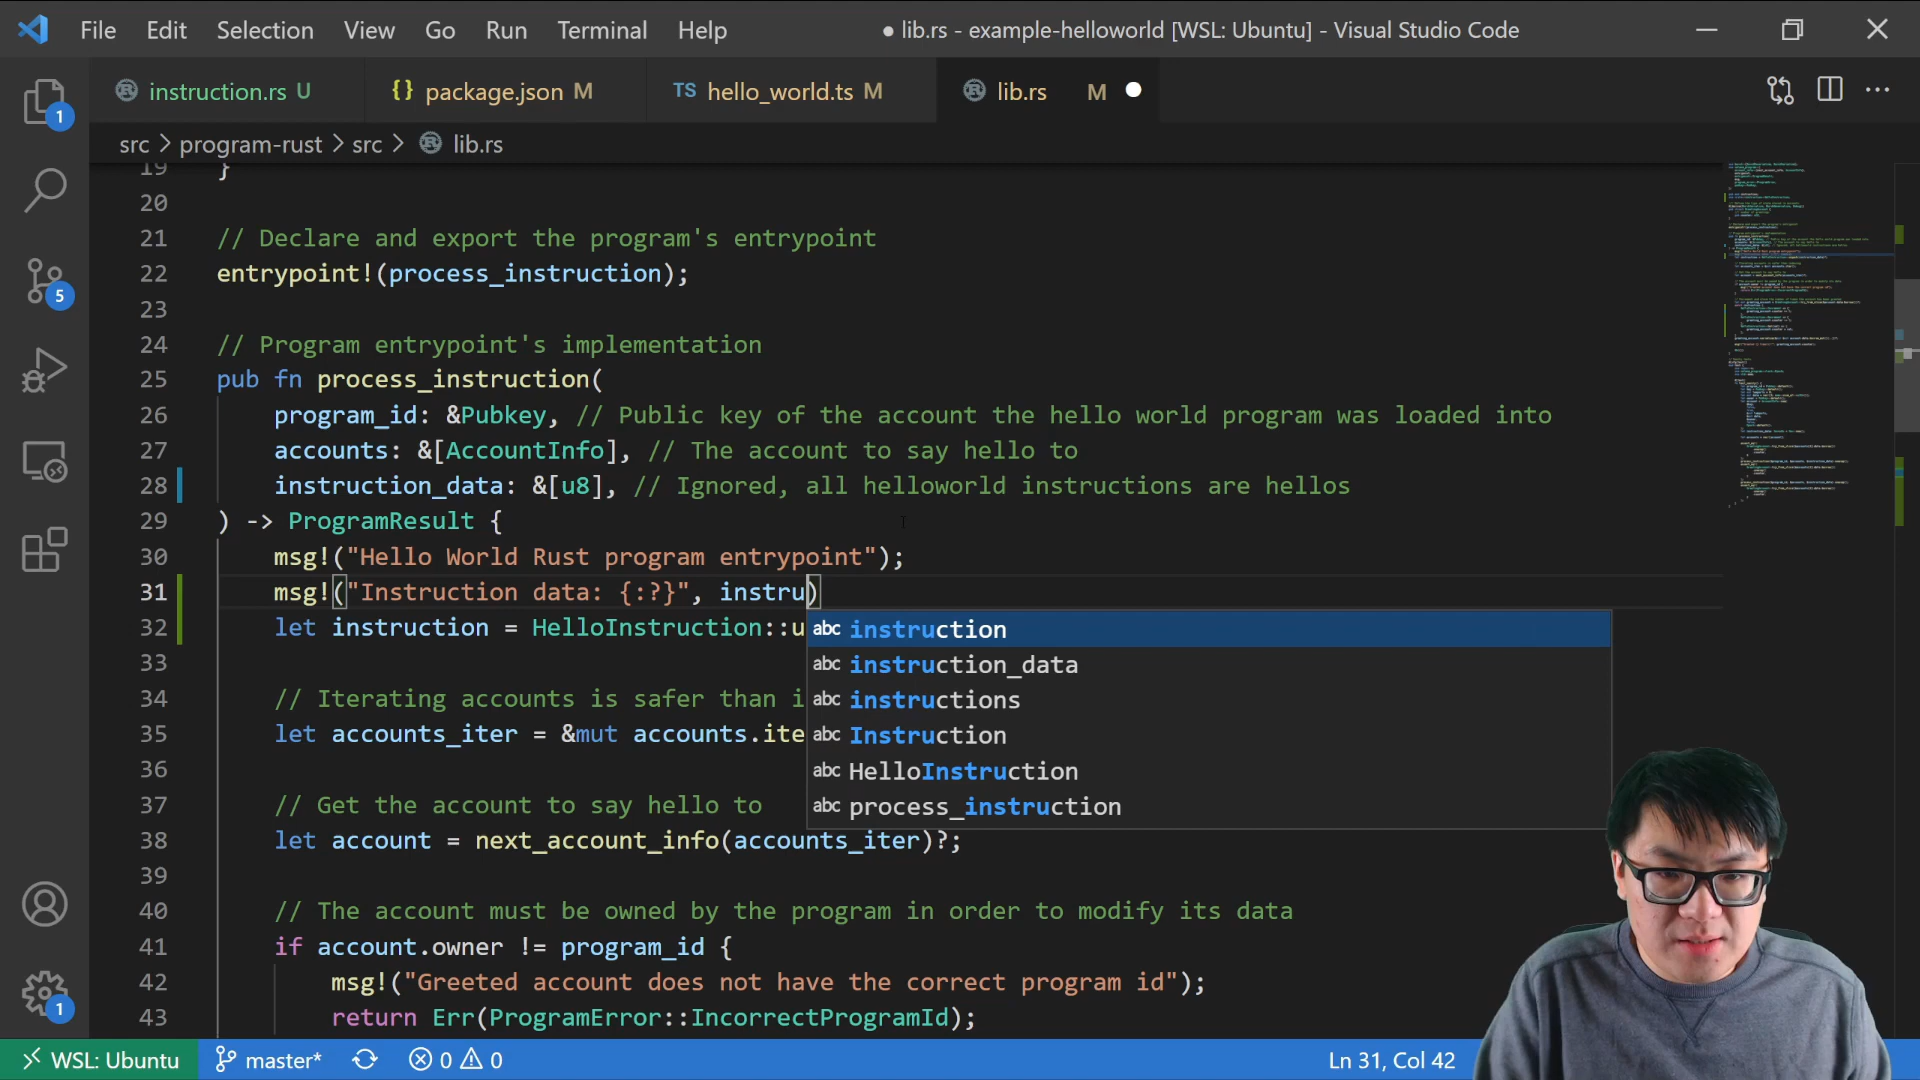 File Edit Selection View Go Run Terminal Help
● lib.rs - example-helloworld [WSL: Ubuntu] - Visual Studio Code
instruction.rs U
{} package.json M
TS hello_world.ts M
lib.rs M
src > program-rust > src > lib.rs
1
5
1
19 }
20
21 // Declare and export the program's entrypoint
22 entrypoint!(process_instruction);
23
24 // Program entrypoint's implementation
25 pub fn process_instruction(
26 program_id: &Pubkey, // Public key of the account the hello world program was loaded into
27 accounts: &[AccountInfo], // The account to say hello to
28 instruction_data: &[u8], // Ignored, all helloworld instructions are hellos
29 ) -> ProgramResult {
30 msg!("Hello World Rust program entrypoint");
31 msg!("Instruction data: {:?}", instru)
32 let instruction = HelloInstruction::u
abc instruction
abc instruction_data
abc instructions
abc Instruction
abc HelloInstruction
abc process_instruction
33
34 // Iterating accounts is safer than i
35 let accounts_iter = &mut accounts.ite
36
37 // Get the account to say hello to
38 let account = next_account_info(accounts_iter)?;
39
40 // The account must be owned by the program in order to modify its data
41 if account.owner != program_id {
42 msg!("Greeted account does not have the correct program id");
43 return Err(ProgramError::IncorrectProgramId);
WSL: Ubuntu master* 0 0 Ln 31, Col 42